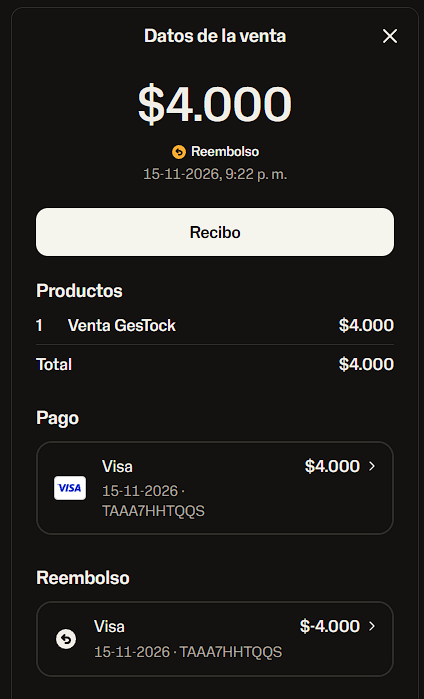 Datos de la venta
$4.000
Reembolso
15-11-2026, 9:22 p. m.
Recibo
Productos
1 Venta GesTock $4.000
Total $4.000
Pago
VISA
Visa $4.000
15-11-2026 ·
TAAA7HHTQQS
Reembolso
Visa $-4.000
15-11-2026 · TAAA7HHTQQS